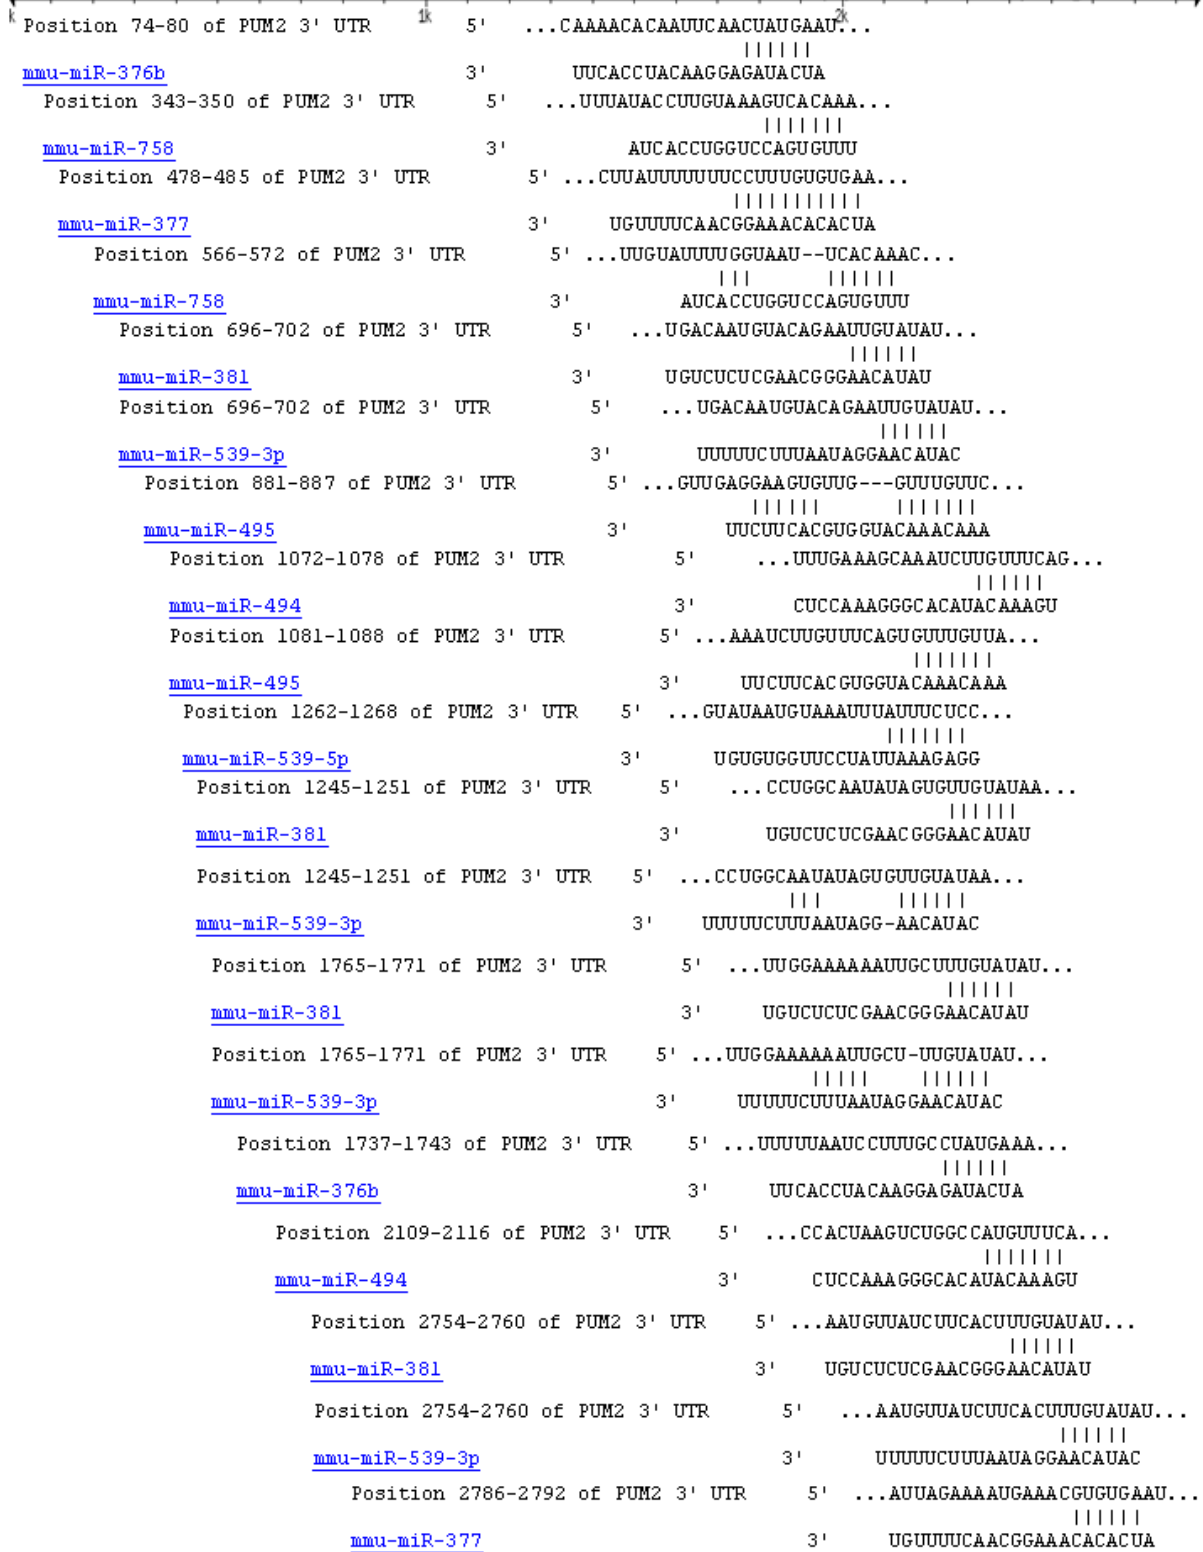 k 1k 2k
Position 74-80 of PUM2 3' UTR 5' ...CAAAACACAAUUCAACUAUGAAU...
||||||
mmu-miR-376b 3' UUCACCUACAAGGAGAUACUA
Position 343-350 of PUM2 3' UTR 5' ...UUUAUACCUUGUAAAGUCACAAA...
|||||||
mmu-miR-758 3' AUCACCUGGUCCAGUGUUU
Position 478-485 of PUM2 3' UTR 5' ...CUUAUUUUUUUCCUUUGUGUGAA...
|||||||||||
mmu-miR-377 3' UGUUUUCAACGGAAACACACUA
Position 566-572 of PUM2 3' UTR 5' ...UUGUAUUUUGGUAAU--UCACAAAC...
||| ||||||
mmu-miR-758 3' AUCACCUGGUCCAGUGUUU
Position 696-702 of PUM2 3' UTR 5' ...UGACAAUGUACAGAAUUGUAUAU...
||||||
mmu-miR-381 3' UGUCUCUCGAACGGGAACAUAU
Position 696-702 of PUM2 3' UTR 5' ...UGACAAUGUACAGAAUUGUAUAU...
||||||
mmu-miR-539-3p 3' UUUUUCUUUAAUAGGAACAUAC
Position 881-887 of PUM2 3' UTR 5' ...GUUGAGGAAGUGUUG---GUUUGUUC...
|||||| |||||||
mmu-miR-495 3' UUCUUCACGUGGUACAAACAAA
Position 1072-1078 of PUM2 3' UTR 5' ...UUUGAAAGCAAAUCUUGUUUCAG...
||||||
mmu-miR-494 3' CUCCAAAGGGCACAUACAAAGU
Position 1081-1088 of PUM2 3' UTR 5' ...AAAUCUUGUUUCAGUGUUUGUUA...
|||||||
mmu-miR-495 3' UUCUUCACGUGGUACAAACAAA
Position 1262-1268 of PUM2 3' UTR 5' ...GUAUAAUGUAAAUUUAUUUCUCC...
|||||||
mmu-miR-539-5p 3' UGUGUGGUUCCUAUUAAAGAGG
Position 1245-1251 of PUM2 3' UTR 5' ...CCUGGCAAUAUAGUGUUGUAUAA...
||||||
mmu-miR-381 3' UGUCUCUCGAACGGGAACAUAU
Position 1245-1251 of PUM2 3' UTR 5' ...CCUGGCAAUAUAGUGUUGUAUAA...
||| ||||||
mmu-miR-539-3p 3' UUUUUCUUUAAUAGG-AACAUAC
Position 1765-1771 of PUM2 3' UTR 5' ...UUGGAAAAAAUUGCUUUGUAUAU...
||||||
mmu-miR-381 3' UGUCUCUCGAACGGGAACAUAU
Position 1765-1771 of PUM2 3' UTR 5' ...UUGGAAAAAAUUGCU-UUGUAUAU...
||||| ||||||
mmu-miR-539-3p 3' UUUUUCUUUAAUAGGAACAUAC
Position 1737-1743 of PUM2 3' UTR 5' ...UUUUUAAUCCUUUGCCUAUGAAA...
||||||
mmu-miR-376b 3' UUCACCUACAAGGAGAUACUA
Position 2109-2116 of PUM2 3' UTR 5' ...CCACUAAGUCUGGCCAUGUUUCA...
|||||||
mmu-miR-494 3' CUCCAAAGGGCACAUACAAAGU
Position 2754-2760 of PUM2 3' UTR 5' ...AAUGUUAUCUUCACUUUGUAUAU...
||||||
mmu-miR-381 3' UGUCUCUCGAACGGGAACAUAU
Position 2754-2760 of PUM2 3' UTR 5' ...AAUGUUAUCUUCACUUUGUAUAU...
||||||
mmu-miR-539-3p 3' UUUUUCUUUAAUAGGAACAUAC
Position 2786-2792 of PUM2 3' UTR 5' ...AUUAGAAAAUGAAACGUGUGAAU...
||||||
mmu-miR-377 3' UGUUUUCAACGGAAACACACUA